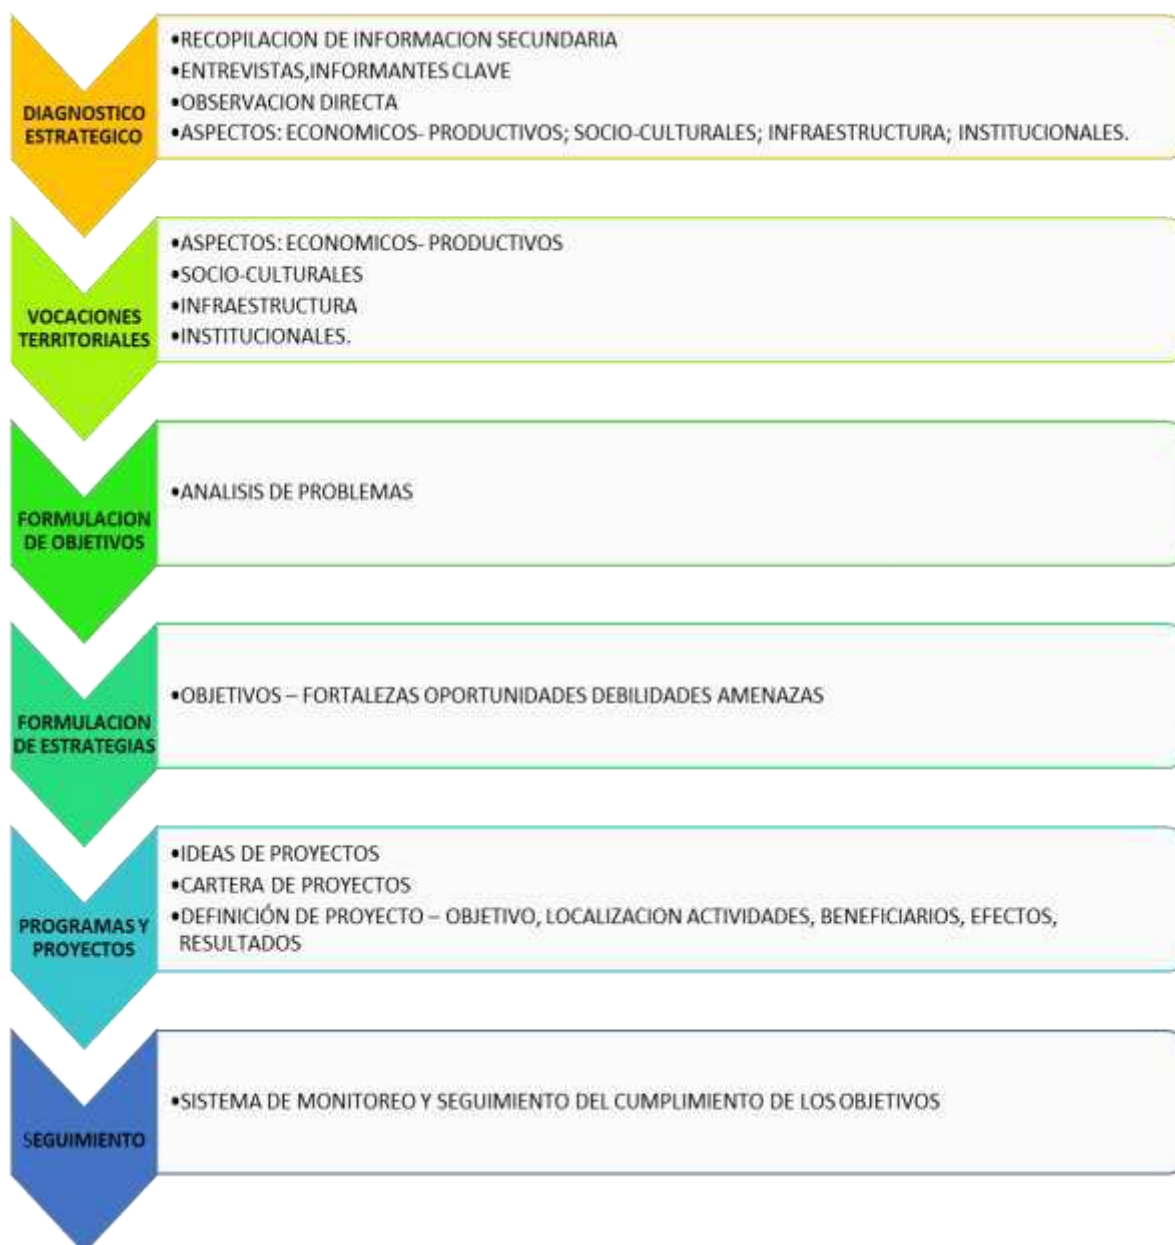 DIAGNOSTICO
ESTRATEGICO
•RECOPILACION DE INFORMACION SECUNDARIA
•ENTREVISTAS,INFORMANTES CLAVE
•OBSERVACION DIRECTA
•ASPECTOS: ECONOMICOS- PRODUCTIVOS; SOCIO-CULTURALES; INFRAESTRUCTURA; INSTITUCIONALES.
VOCACIONES
TERRITORIALES
•ASPECTOS: ECONOMICOS- PRODUCTIVOS
•SOCIO-CULTURALES
•INFRAESTRUCTURA
•INSTITUCIONALES.
FORMULACION
DE OBJETIVOS
•ANALISIS DE PROBLEMAS
FORMULACION
DE ESTRATEGIAS
•OBJETIVOS – FORTALEZAS OPORTUNIDADES DEBILIDADES AMENAZAS
PROGRAMAS Y
PROYECTOS
•IDEAS DE PROYECTOS
•CARTERA DE PROYECTOS
•DEFINICIÓN DE PROYECTO – OBJETIVO, LOCALIZACION ACTIVIDADES, BENEFICIARIOS, EFECTOS,
RESULTADOS
SEGUIMIENTO
•SISTEMA DE MONITOREO Y SEGUIMIENTO DEL CUMPLIMIENTO DE LOS OBJETIVOS